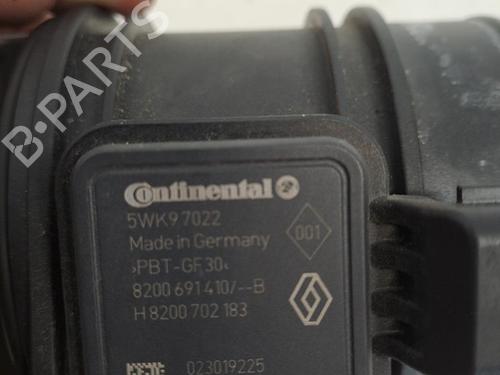 Continental
5WK9 7022
001
Made in Germany
>PBT-GF30<
8200 691 410/--B
H 8200 702 183
023019225
B-PARTS